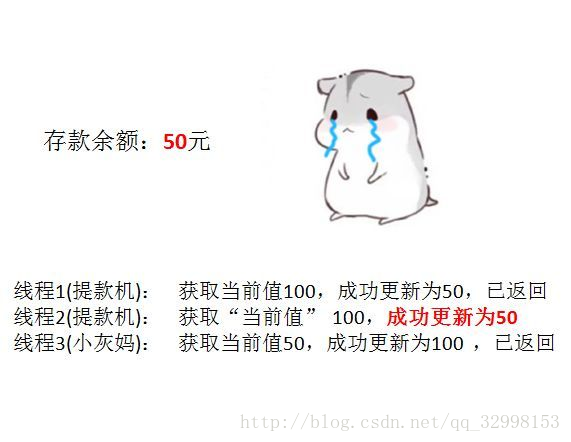 存款余额：50元
线程1(提款机)： 获取当前值100，成功更新为50，已返回
线程2(提款机)： 获取“当前值” 100，成功更新为50
线程3(小灰妈)： 获取当前值50，成功更新为100 ，已返回
http://blog.csdn.net/qq_32998153